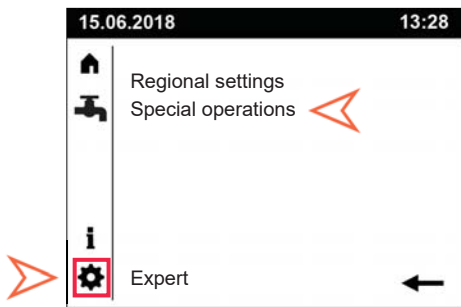 15.06.2018 13:28
Regional settings
Special operations
i
Expert